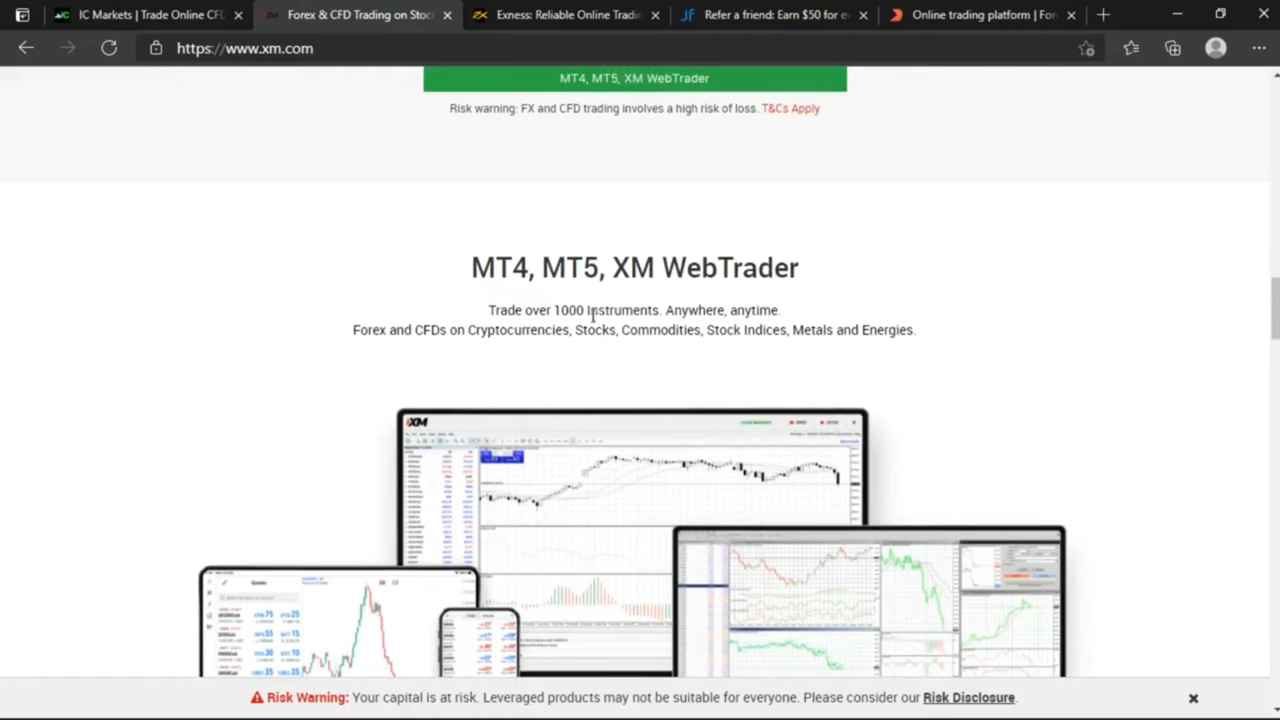 IC Markets | Trade Online CFD
Forex & CFD Trading on Stoc
Exness: Reliable Online Tradin
Refer a friend: Earn $50 for e
Online trading platform | For
https://www.xm.com
MT4, MT5, XM WebTrader
Risk warning: FX and CFD trading involves a high risk of loss. T&Cs Apply
MT4, MT5, XM WebTrader
Trade over 1000 Instruments. Anywhere, anytime.
Forex and CFDs on Cryptocurrencies, Stocks, Commodities, Stock Indices, Metals and Energies.
XM
Quotes
Risk Warning: Your capital is at risk. Leveraged products may not be suitable for everyone. Please consider our Risk Disclosure.